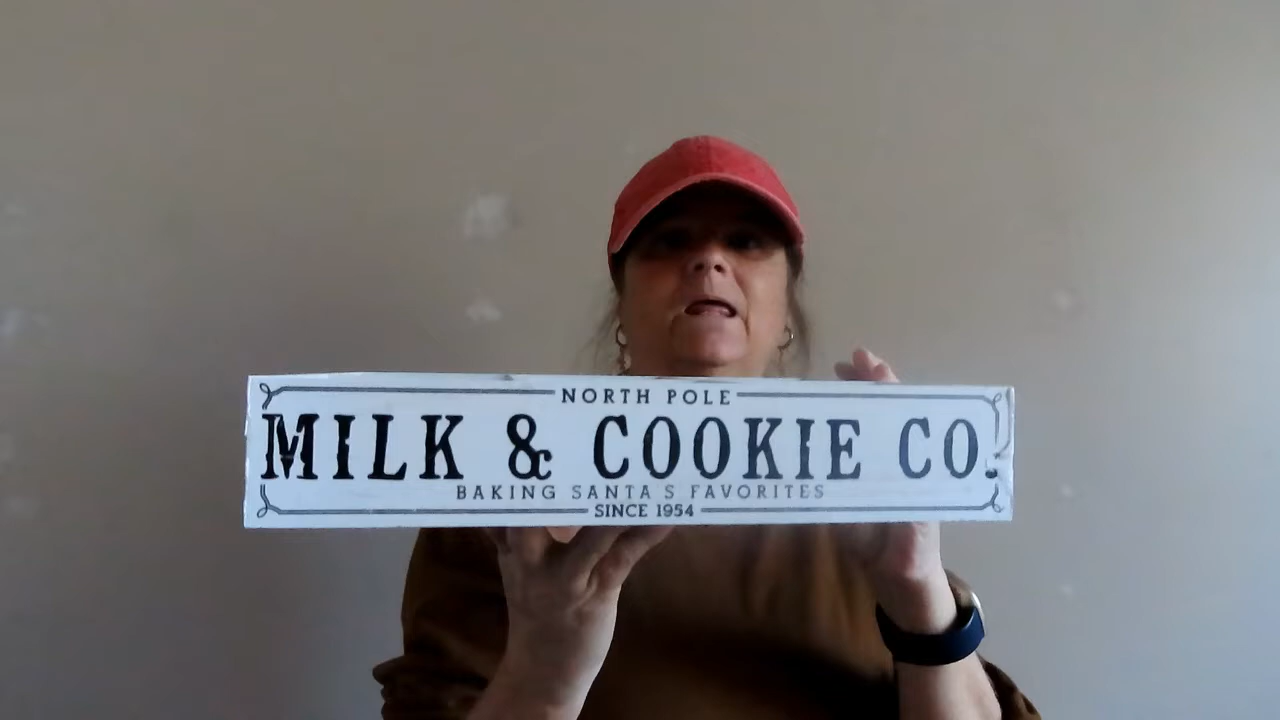 NORTH POLE
MILK & COOKIE CO.
BAKING SANTA S FAVORITES
SINCE 1954